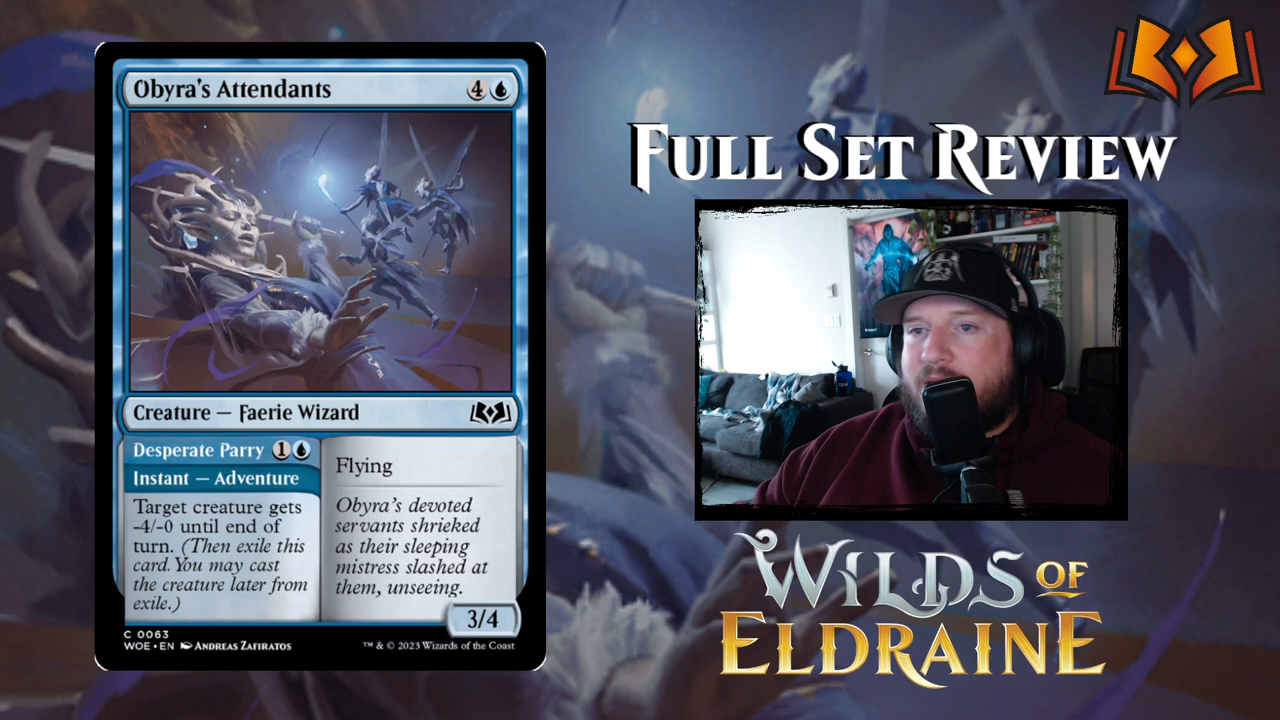 Obyra's Attendants 4
Creature — Faerie Wizard
Desperate Parry 1
Instant — Adventure
Target creature gets
-4/-0 until end of
turn. (Then exile this
card. You may cast
the creature later from
exile.)
Flying
Obyra's devoted
servants shrieked
as their sleeping
mistress slashed at
them, unseeing.
3/4
C 0063
WOE • EN ANDREAS ZAFIRATOS
™ & © 2023 Wizards of the Coast
FULL SET REVIEW
WILDS OF
ELDRAINE